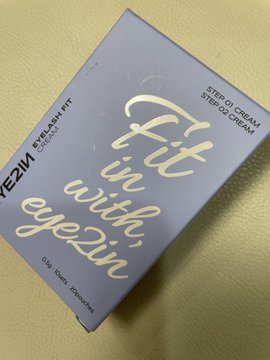 EYE2IN EYELASH FIT
CREAM
STEP 01 CREAM
STEP 02 CREAM
Fit
in
with,
eye2in
0.5g · 10sets · 20pouches